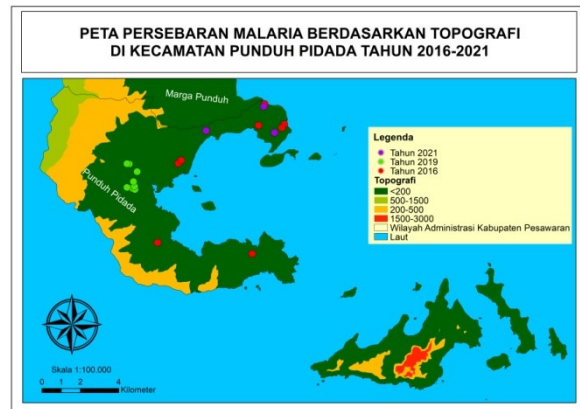 PETA PERSEBARAN MALARIA BERDASARKAN TOPOGRAFI
DI KECAMATAN PUNDUH PIDADA TAHUN 2016-2021
Marga Punduh
Punduh Pidada
Legenda
Tahun 2021
Tahun 2019
Tahun 2016
Topografi
<200
500-1500
200-500
1500-3000
Wilayah Administrasi Kabupaten Pesawaran
Laut
Skala 1:100.000
0 1 2 4
Kilometer